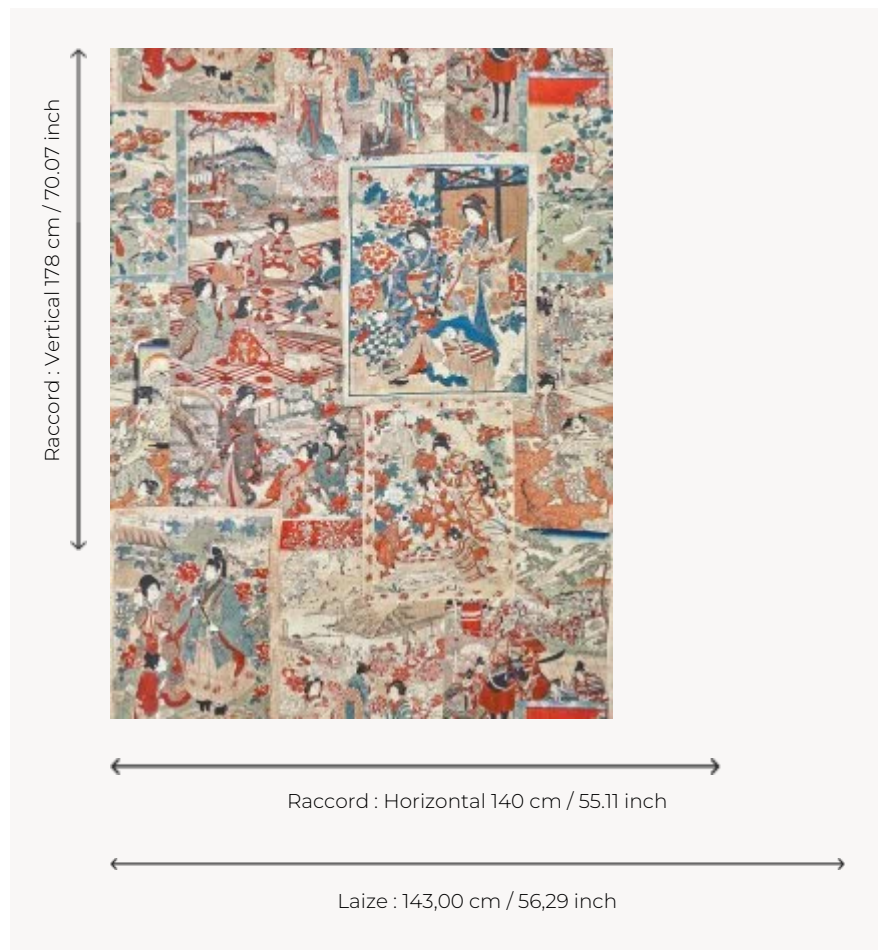 Raccord : Vertical 178 cm / 70.07 inch
Raccord : Horizontal 140 cm / 55.11 inch
Laize : 143,00 cm / 56,29 inch